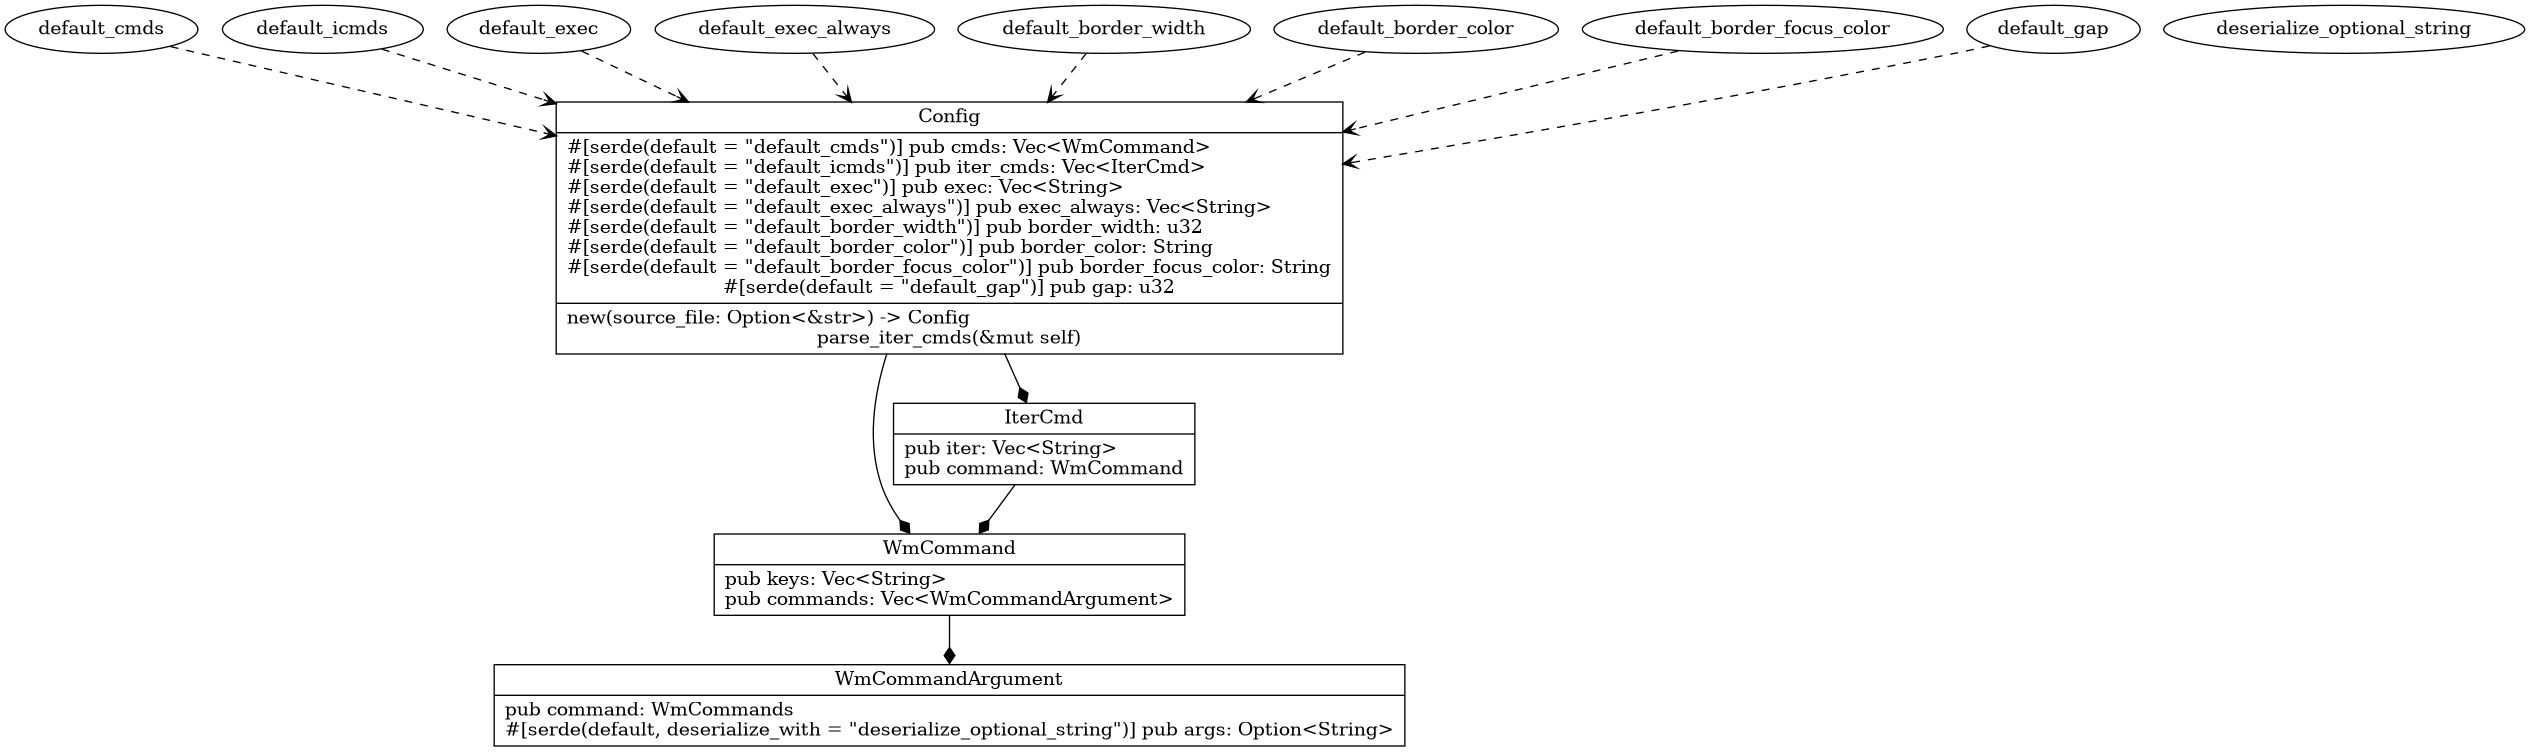 default_cmds
default_icmds
default_exec
default_exec_always
default_border_width
default_border_color
default_border_focus_color
default_gap
deserialize_optional_string
Config
#[serde(default = "default_cmds")] pub cmds: Vec<WmCommand>
#[serde(default = "default_icmds")] pub iter_cmds: Vec<IterCmd>
#[serde(default = "default_exec")] pub exec: Vec<String>
#[serde(default = "default_exec_always")] pub exec_always: Vec<String>
#[serde(default = "default_border_width")] pub border_width: u32
#[serde(default = "default_border_color")] pub border_color: String
#[serde(default = "default_border_focus_color")] pub border_focus_color: String
#[serde(default = "default_gap")] pub gap: u32
new(source_file: Option<&str>) -> Config
parse_iter_cmds(&mut self)
IterCmd
pub iter: Vec<String>
pub command: WmCommand
WmCommand
pub keys: Vec<String>
pub commands: Vec<WmCommandArgument>
WmCommandArgument
pub command: WmCommands
#[serde(default, deserialize_with = "deserialize_optional_string")] pub args: Option<String>